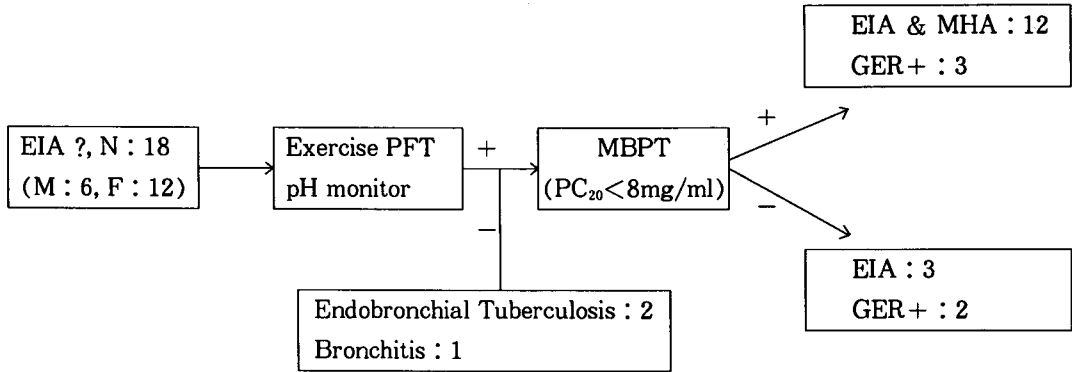 EIA ?, N : 18
(M : 6, F : 12)
Exercise PFT
pH monitor
+
−
Endobronchial Tuberculosis : 2
Bronchitis : 1
MBPT
(PC₂₀<8mg/ml)
+
−
EIA & MHA : 12
GER+ : 3
EIA : 3
GER+ : 2